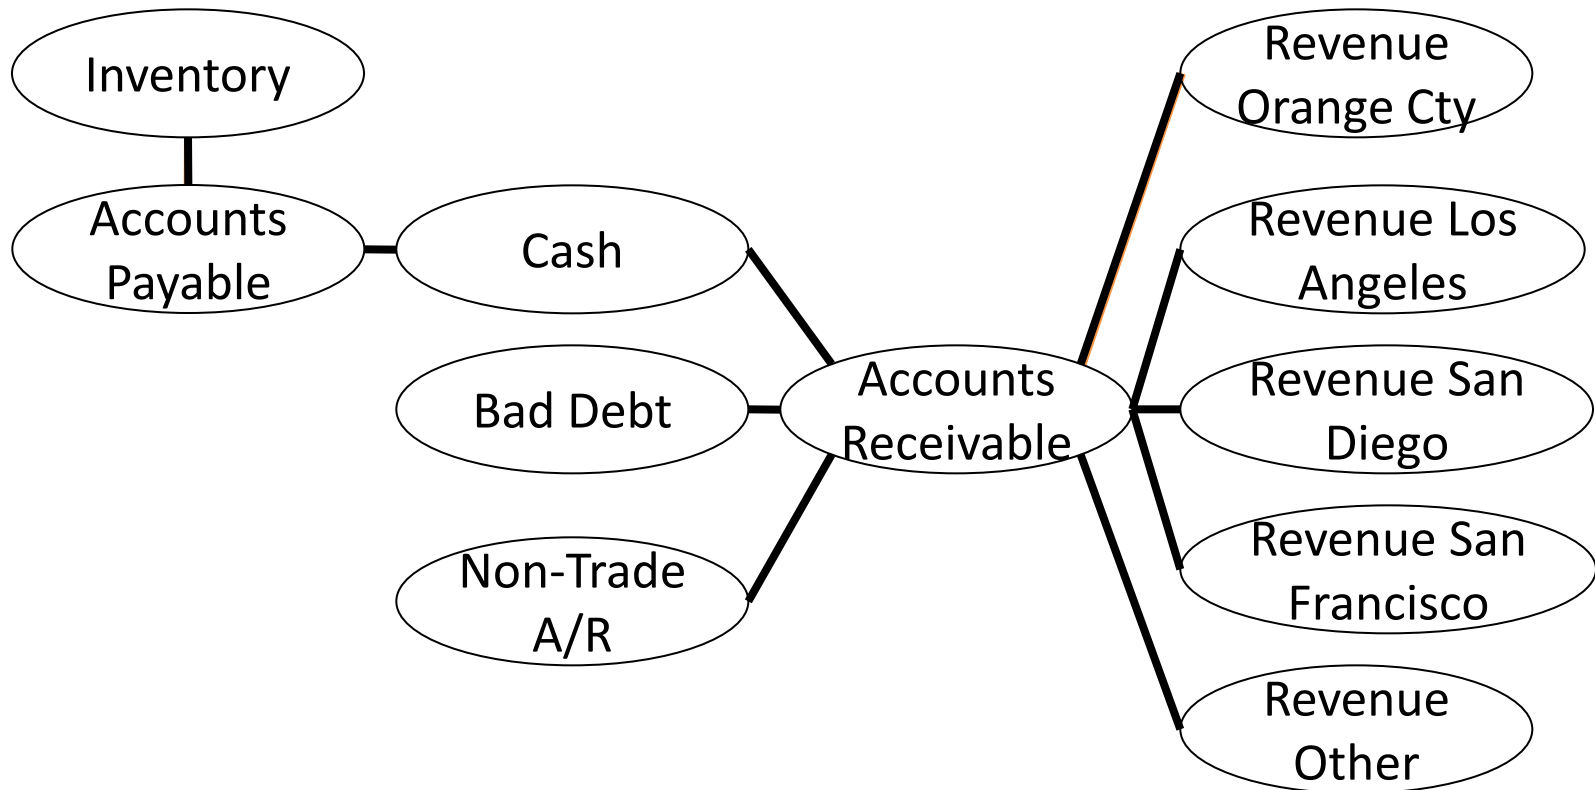 Inventory
Accounts
Payable
Cash
Bad Debt
Non-Trade
A/R
Accounts
Receivable
Revenue
Orange Cty
Revenue Los
Angeles
Revenue San
Diego
Revenue San
Francisco
Revenue
Other